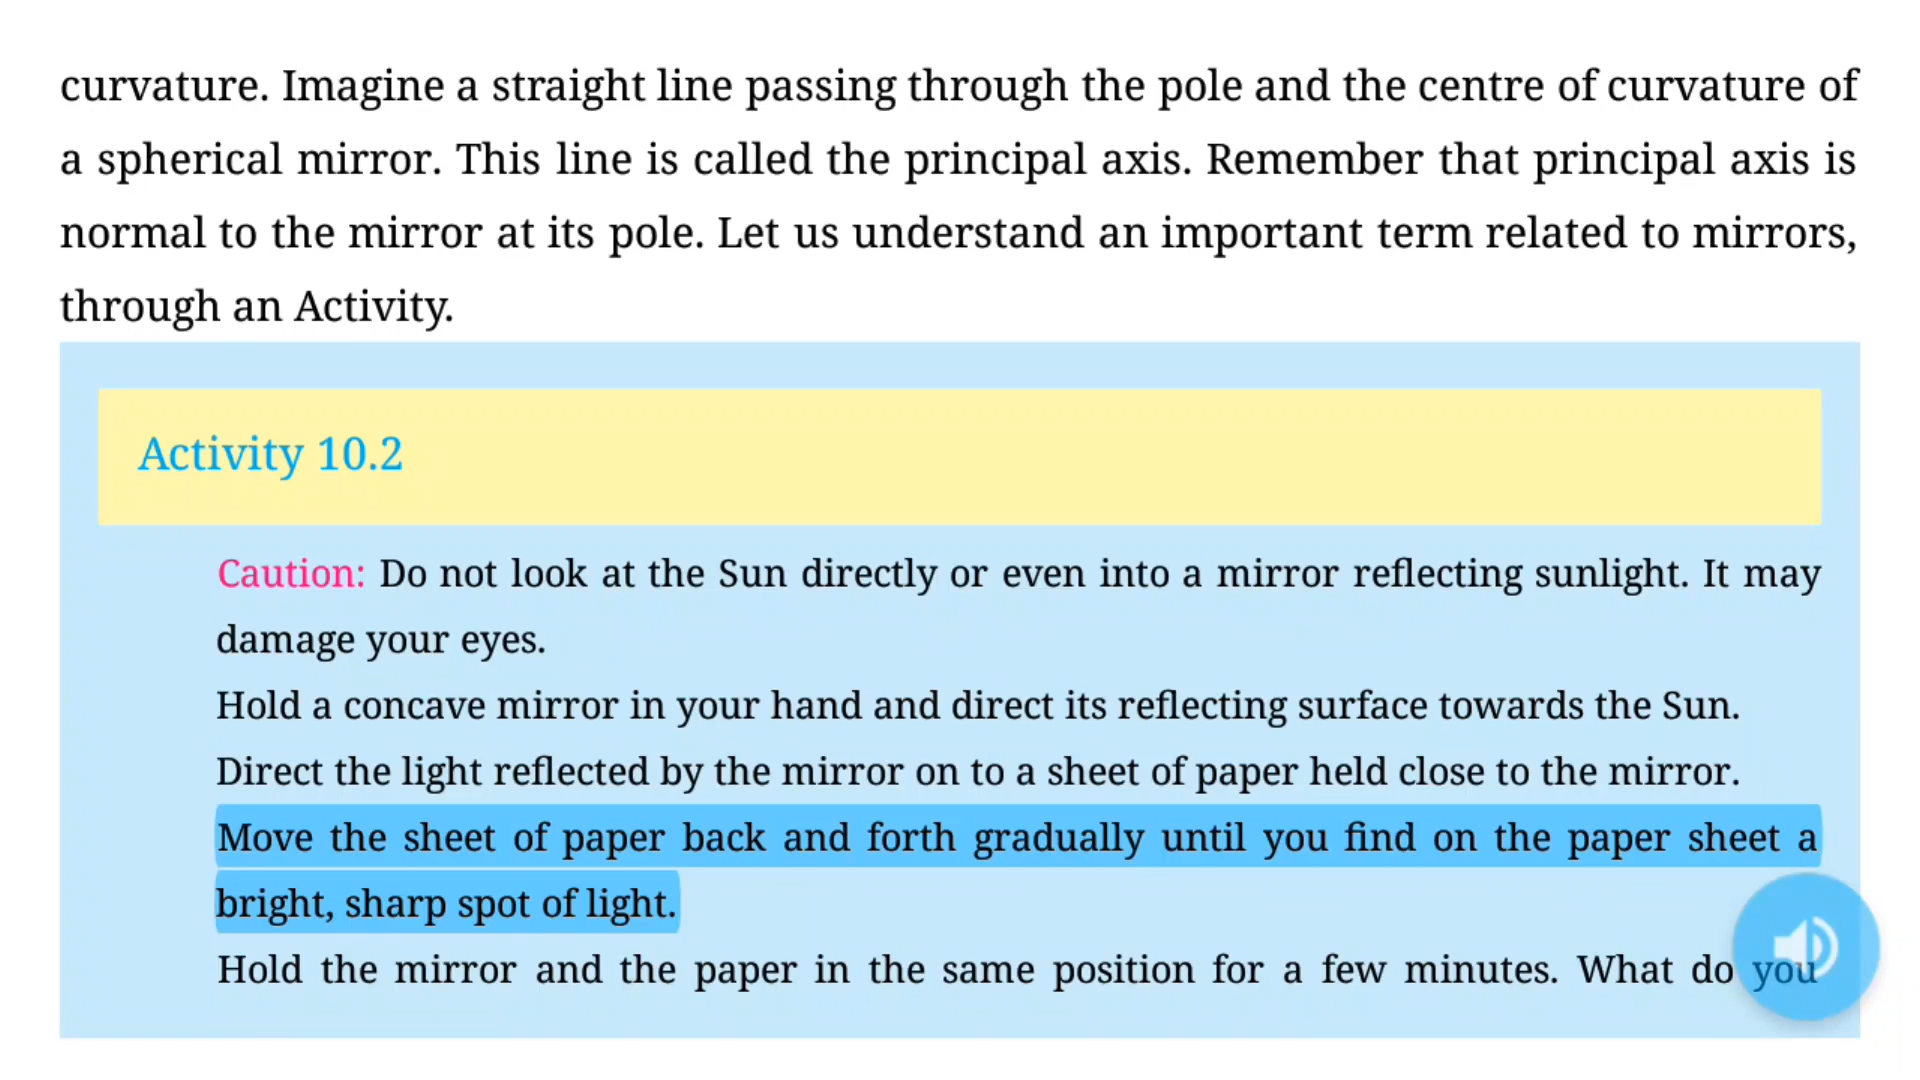 curvature. Imagine a straight line passing through the pole and the centre of curvature of
a spherical mirror. This line is called the principal axis. Remember that principal axis is
normal to the mirror at its pole. Let us understand an important term related to mirrors,
through an Activity.
Activity 10.2
Caution: Do not look at the Sun directly or even into a mirror reflecting sunlight. It may
damage your eyes.
Hold a concave mirror in your hand and direct its reflecting surface towards the Sun.
Direct the light reflected by the mirror on to a sheet of paper held close to the mirror.
Move the sheet of paper back and forth gradually until you find on the paper sheet a
bright, sharp spot of light.
Hold the mirror and the paper in the same position for a few minutes. What do you